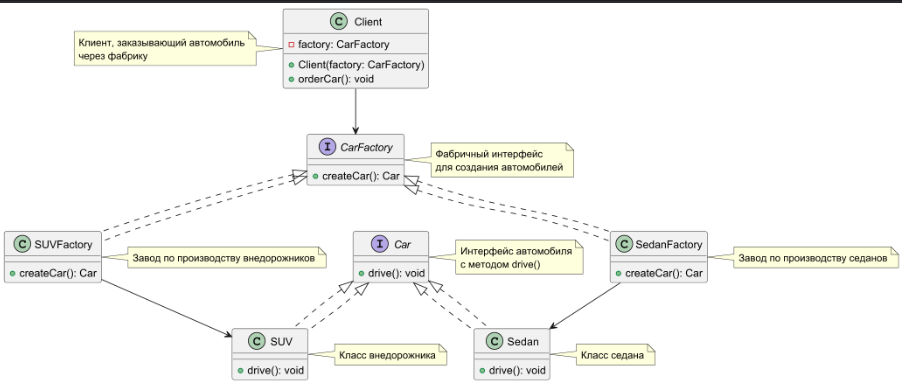 C Client
factory: CarFactory
Client(factory: CarFactory)
orderCar(): void
Клиент, заказывающий автомобиль
через фабрику
I CarFactory
createCar(): Car
Фабричный интерфейс
для создания автомобилей
C SUVFactory
createCar(): Car
Завод по производству внедорожников
I Car
drive(): void
Интерфейс автомобиля
с методом drive()
C SedanFactory
createCar(): Car
Завод по производству седанов
C SUV
drive(): void
Класс внедорожника
C Sedan
drive(): void
Класс седана